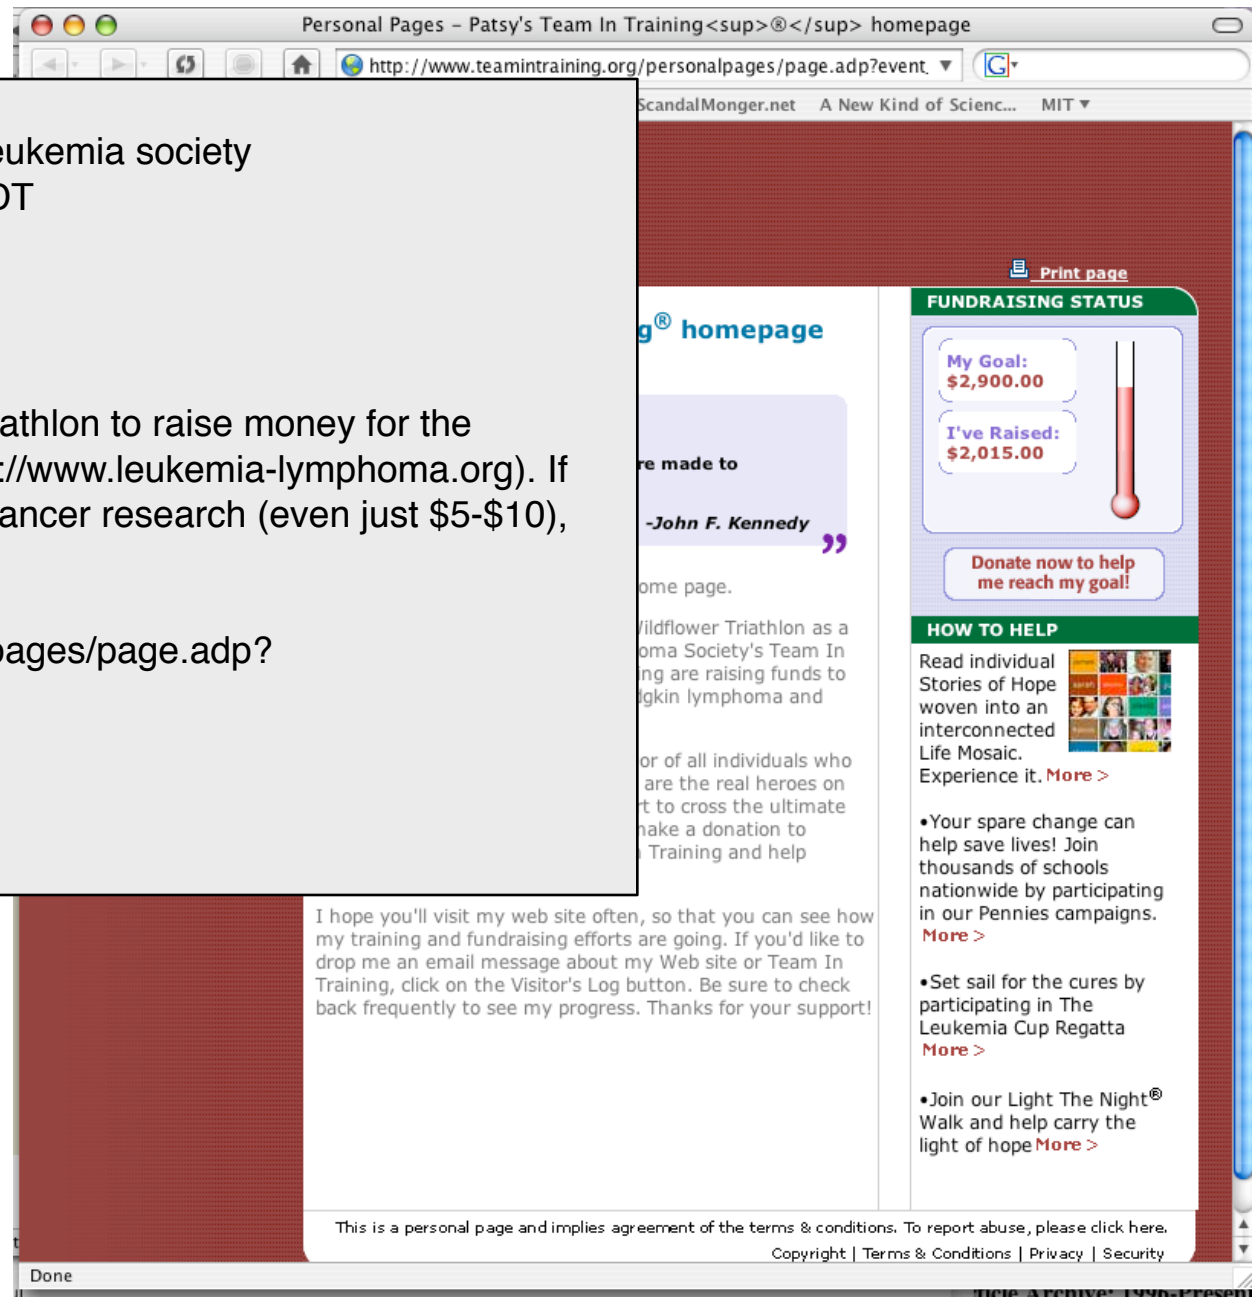 Personal Pages – Patsy's Team In Training<sup>®</sup> homepage
http://www.teamintraining.org/personalpages/page.adp?event_
G
ScandalMonger.net A New Kind of Scienc... MIT
eukemia society
DT
athlon to raise money for the
://www.leukemia-lymphoma.org). If
ancer research (even just $5-$10),
pages/page.adp?
Print page
g® homepage
re made to
-John F. Kennedy
”
ome page.
Wildflower Triathlon as a
oma Society's Team In
ing are raising funds to
dgkin lymphoma and
or of all individuals who
are the real heroes on
rt to cross the ultimate
make a donation to
Training and help
I hope you'll visit my web site often, so that you can see how
my training and fundraising efforts are going. If you'd like to
drop me an email message about my Web site or Team In
Training, click on the Visitor's Log button. Be sure to check
back frequently to see my progress. Thanks for your support!
FUNDRAISING STATUS
My Goal:
$2,900.00
I've Raised:
$2,015.00
Donate now to help
me reach my goal!
HOW TO HELP
Read individual
Stories of Hope
woven into an
interconnected
Life Mosaic.
Experience it. More >
•Your spare change can
help save lives! Join
thousands of schools
nationwide by participating
in our Pennies campaigns.
More >
•Set sail for the cures by
participating in The
Leukemia Cup Regatta
More >
•Join our Light The Night®
Walk and help carry the
light of hope More >
This is a personal page and implies agreement of the terms & conditions. To report abuse, please click here.
Copyright | Terms & Conditions | Privacy | Security
Done
ticle Archive: 1996-Present